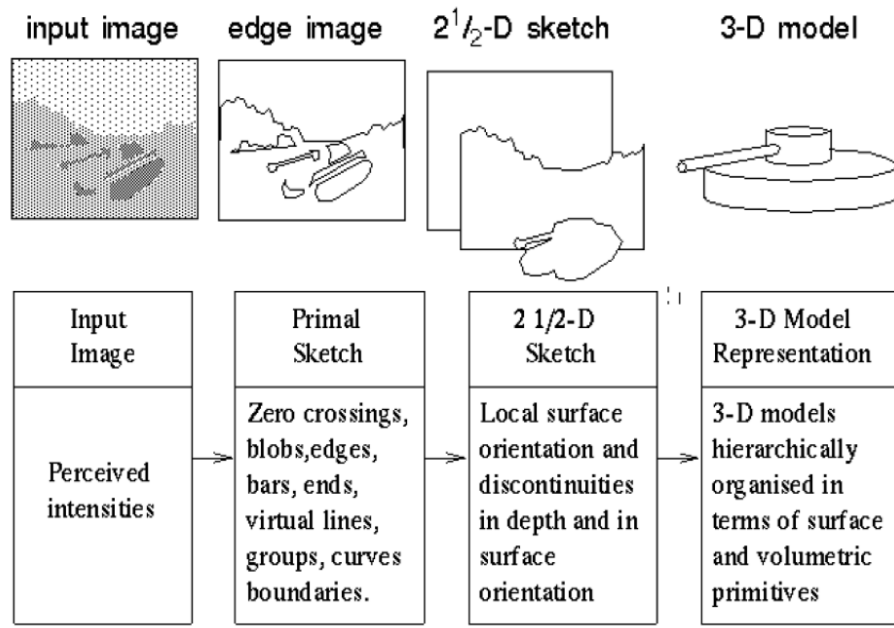 input image
edge image
2 1/2-D sketch
3-D model
Input
Image
Perceived
intensities
Primal
Sketch
Zero crossings,
blobs,edges,
bars, ends,
virtual lines,
groups, curves
boundaries.
2 1/2-D
Sketch
Local surface
orientation and
discontinuities
in depth and in
surface
orientation
3-D Model
Representation
3-D models
hierarchically
organised in
terms of surface
and volumetric
primitives